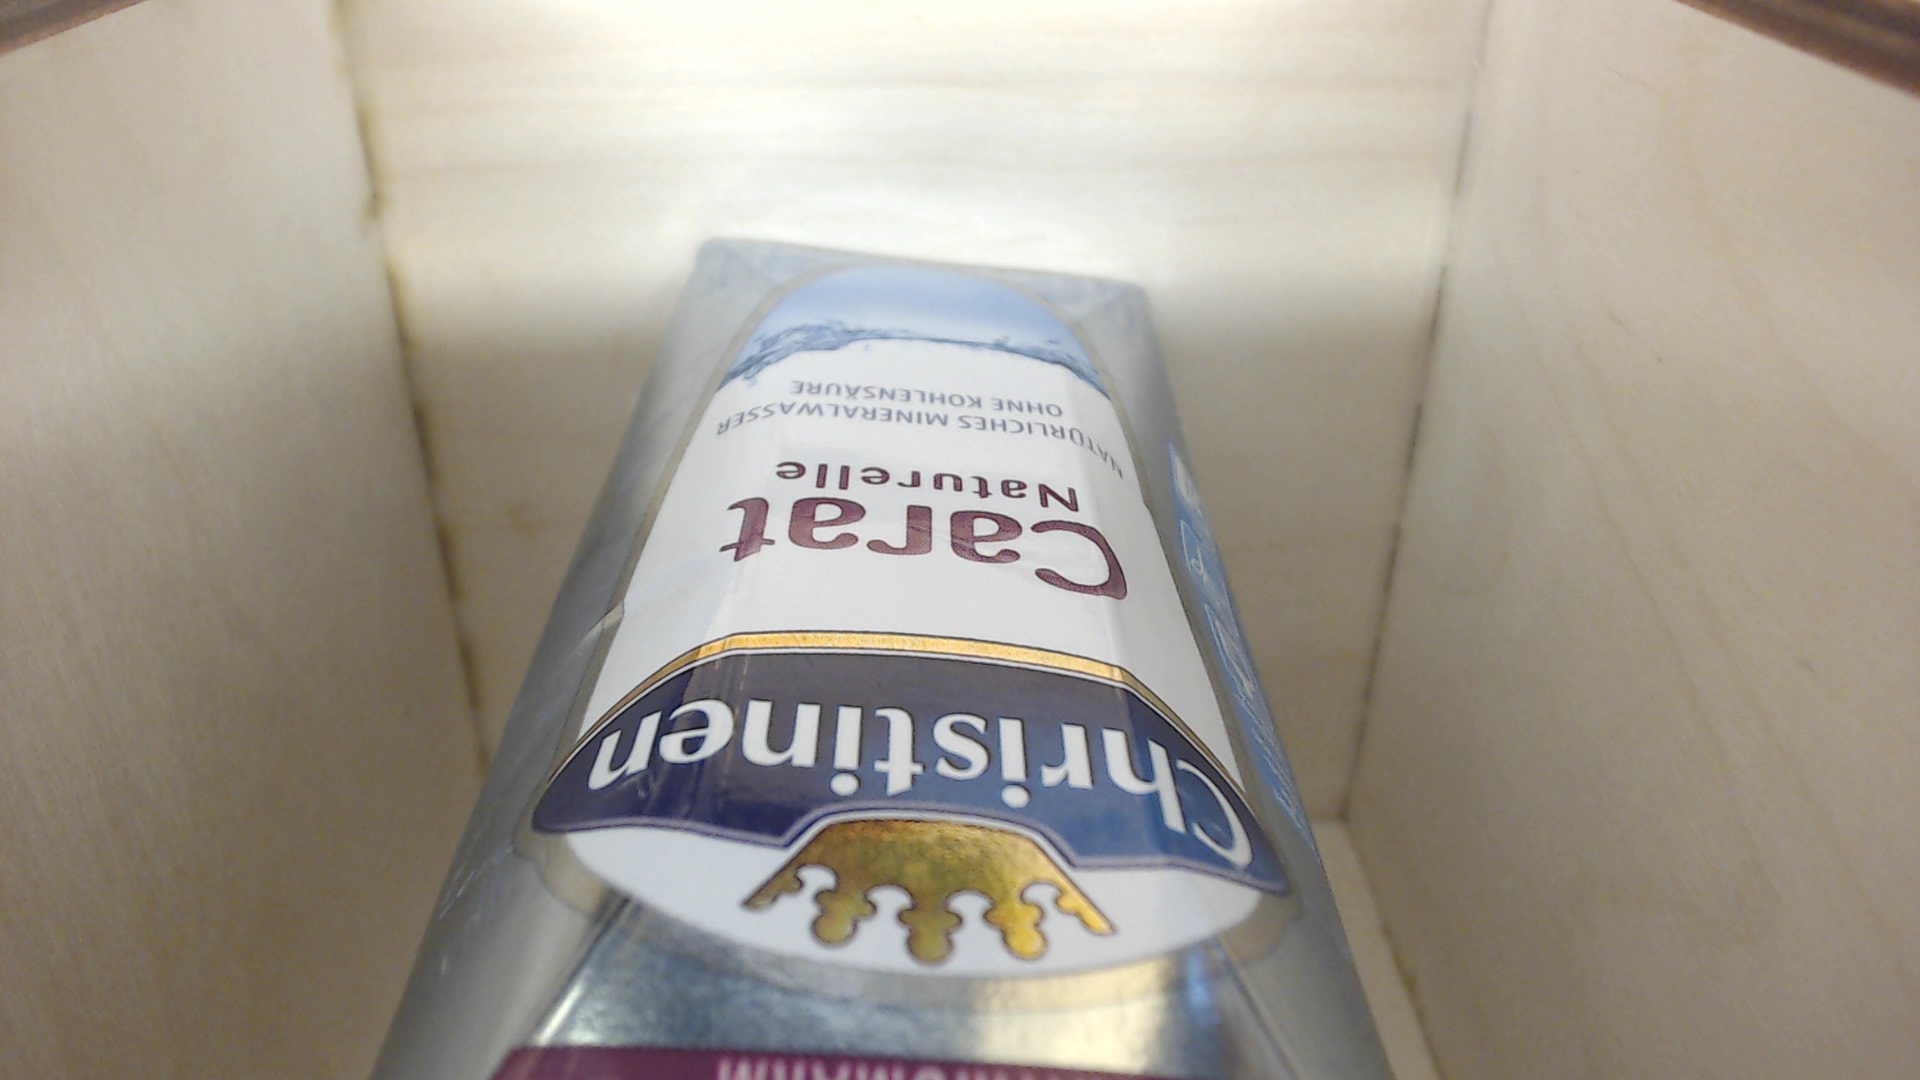 Christinen
Carat
Naturelle
NATÜRLICHES MINERALWASSER
OHNE KOHLENSÄURE